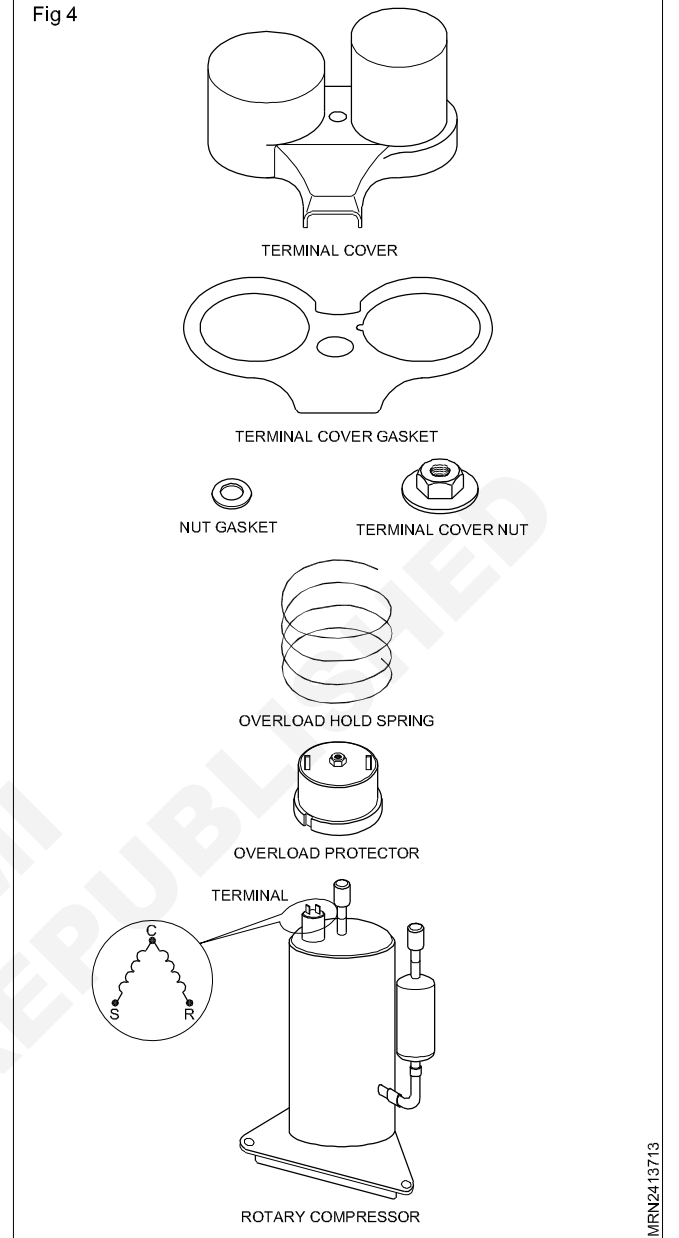 Fig 4
TERMINAL COVER
TERMINAL COVER GASKET
NUT GASKET
TERMINAL COVER NUT
OVERLOAD HOLD SPRING
OVERLOAD PROTECTOR
TERMINAL
C
S
R
ROTARY COMPRESSOR
MRN2413713
REPUBLISHED